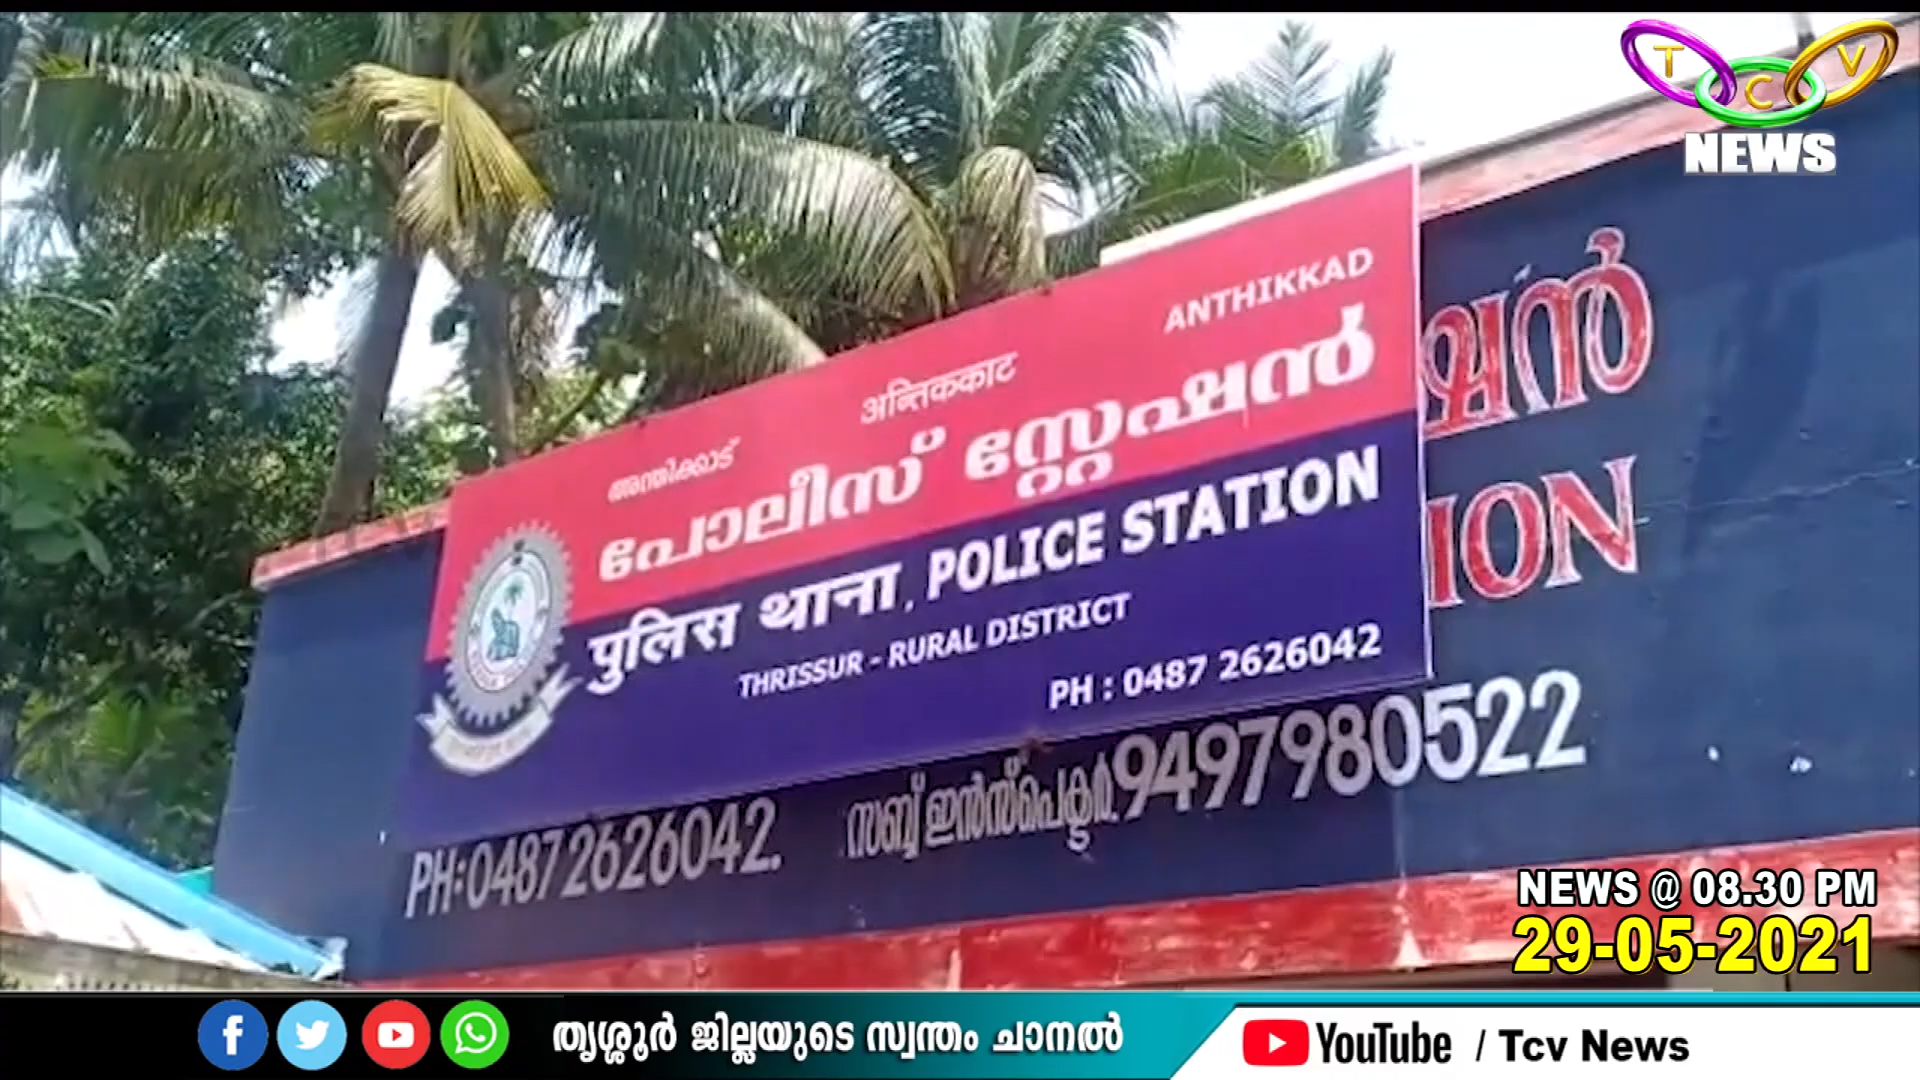 T C V
NEWS
ANTHIKKAD
अन्तिककाट
അന്തിക്കാട്
പോലീസ് സ്റ്റേഷൻ
ഷൻ
पुलिस थाना, POLICE STATION
ION
THRISSUR - RURAL DISTRICT
PH : 0487 2626042
PH:0487 2626042. സബ്ബ് ഇൻസ്പെക്ടർ. 9497980522
NEWS @ 08.30 PM
29-05-2021
തൃശ്ശൂർ ജില്ലയുടെ സ്വന്തം ചാനൽ
YouTube / Tcv News